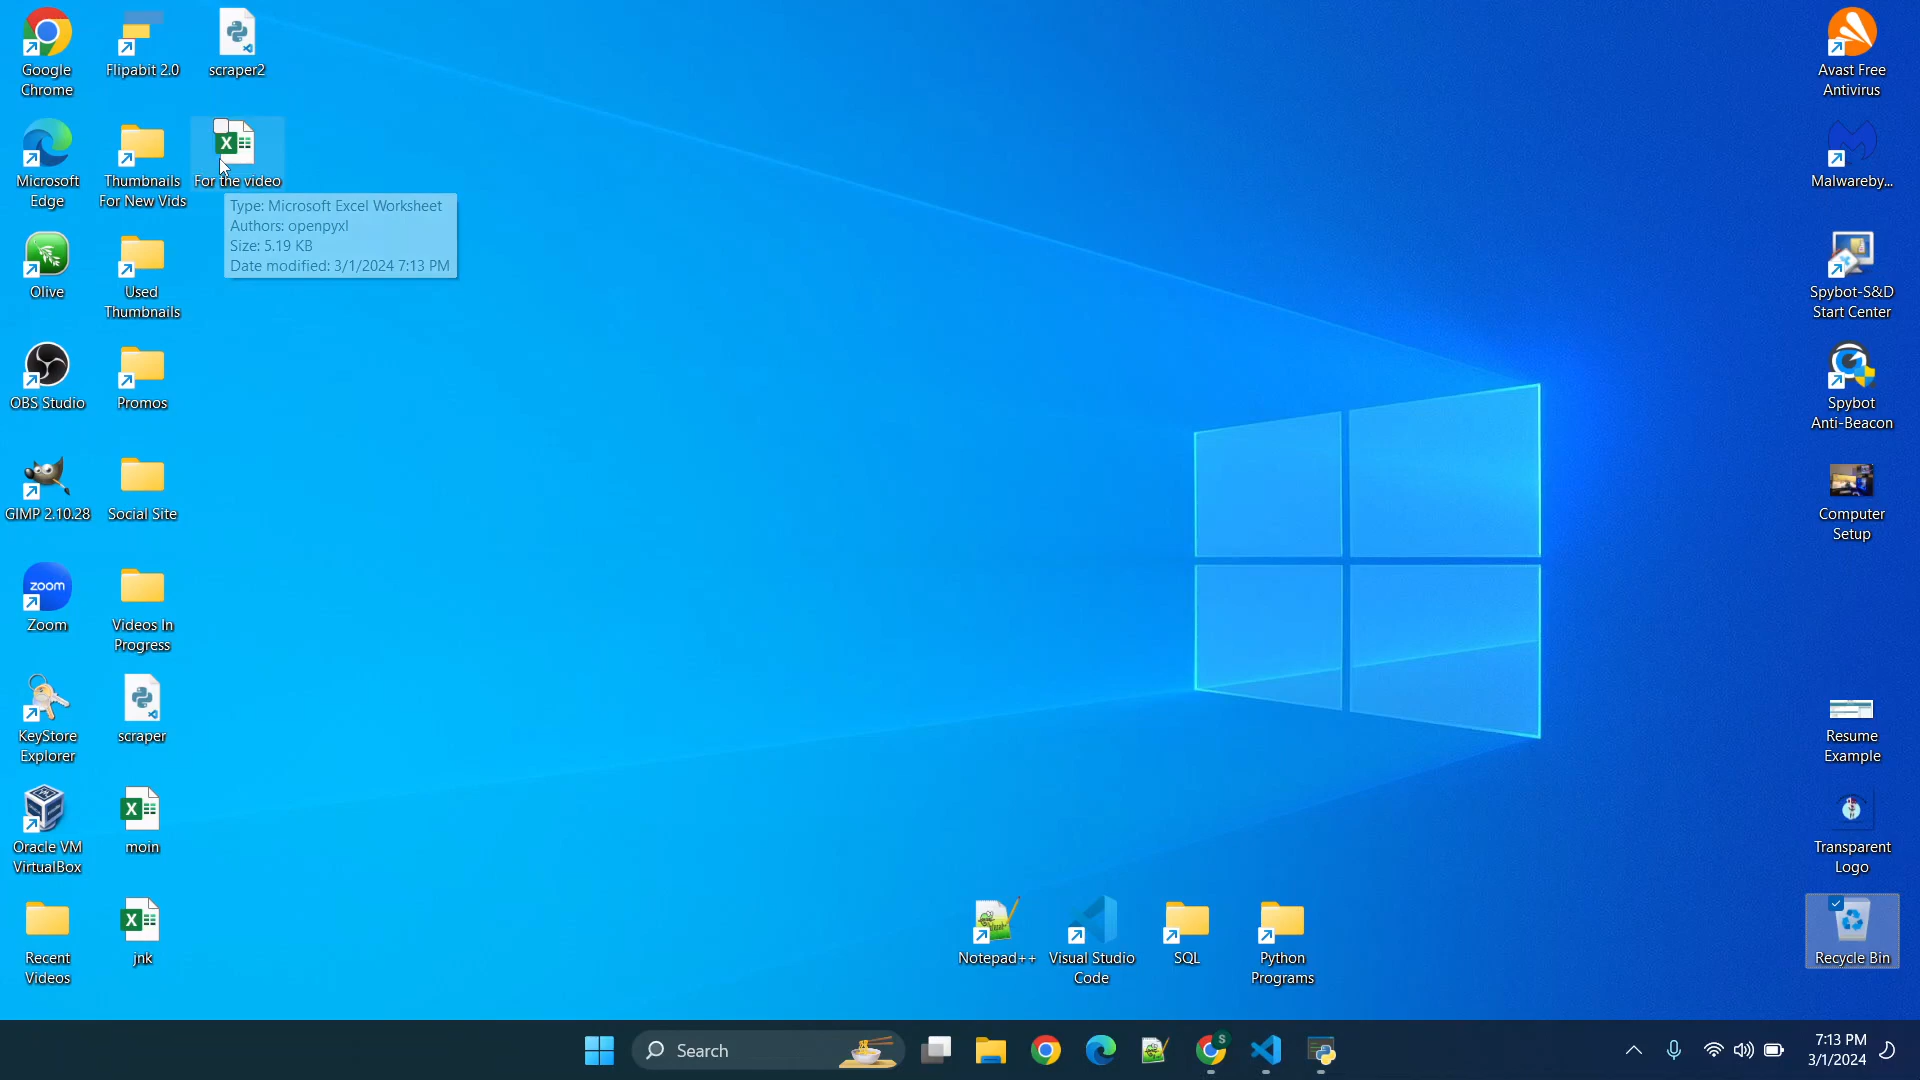 Google
Chrome
Flipabit 2.0
scraper2
Microsoft
Edge
Thumbnails
For New Vids
For the video
Type: Microsoft Excel Worksheet
Authors: openpyxl
Size: 5.19 KB
Date modified: 3/1/2024 7:13 PM
Olive
Used
Thumbnails
OBS Studio
Promos
GIMP 2.10.28
Social Site
zoom
Zoom
Videos In
Progress
KeyStore
Explorer
scraper
Oracle VM
VirtualBox
moin
Recent
Videos
jnk
Notepad++
Visual Studio
Code
SQL
Python
Programs
Avast Free
Antivirus
Malwareby...
Spybot-S&D
Start Center
Spybot
Anti-Beacon
Computer
Setup
Resume
Example
Transparent
Logo
Recycle Bin
Search
S
7:13 PM
3/1/2024